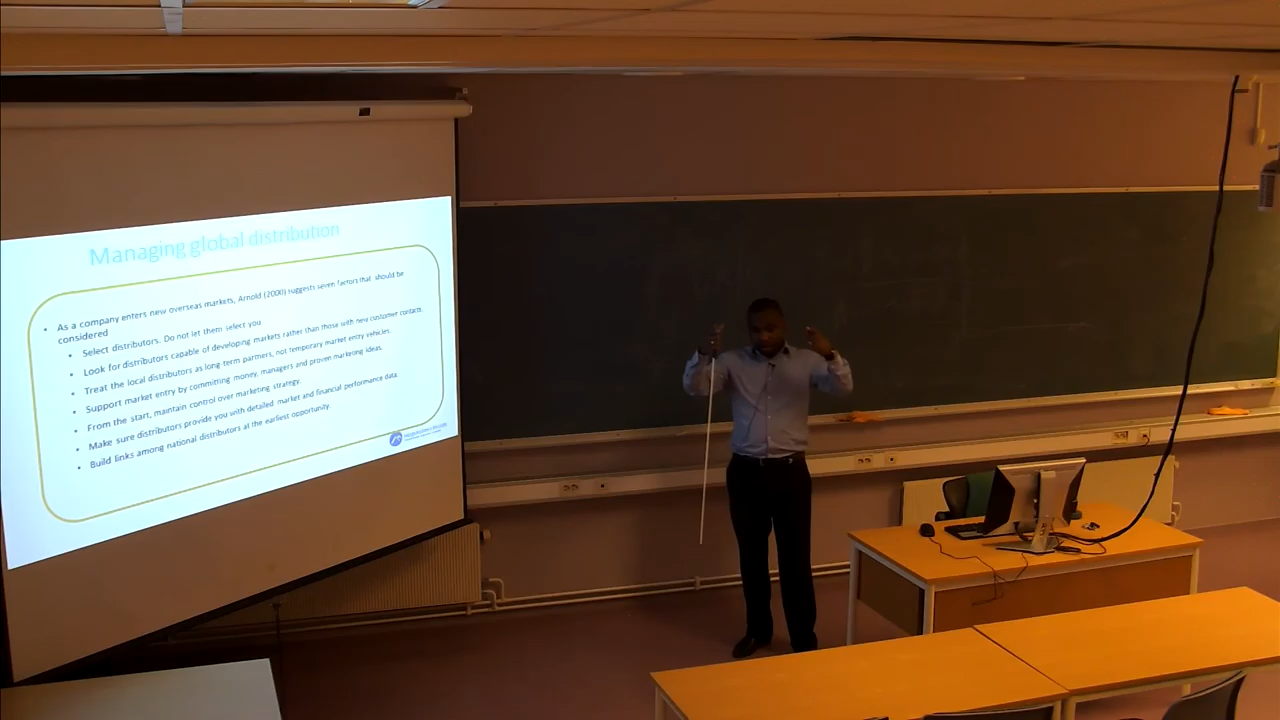 Managing global distribution
• As a company enters new overseas markets, Arnold (2000) suggests seven factors that should be
considered
• Select distributors. Do not let them select you
• Look for distributors capable of developing markets rather than those with new customer contacts.
• Treat the local distributors as long-term partners, not temporary market entry vehicles.
• Support market entry by committing money, managers and proven marketing ideas.
• From the start, maintain control over marketing strategy.
• Make sure distributors provide you with detailed market and financial performance data.
• Build links among national distributors at the earliest opportunity.